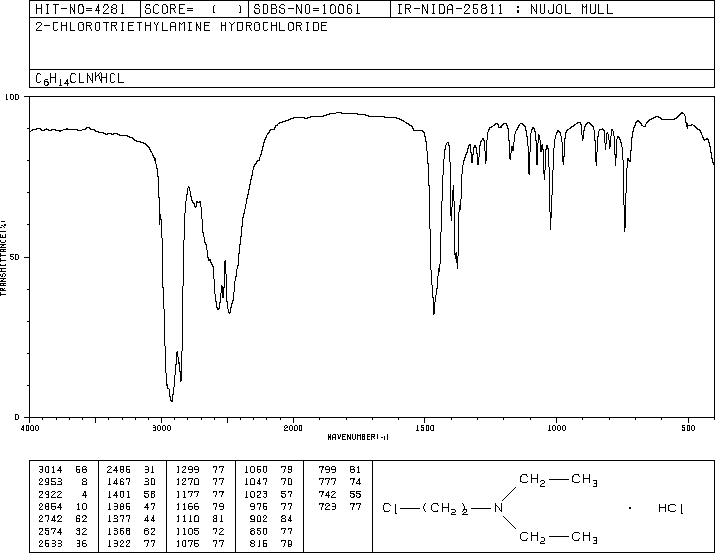 HIT-NO=4281 SCORE= ( ) SDBS-NO=10061 IR-NIDA-25811 : NUJOL MULL
2-CHLOROTRIETHYLAMINE HYDROCHLORIDE
C6H14CLN*HCL
100
50
0
TRANSMITTANCE(%)
4000 3000 2000 1500 1000 500
WAVENUMBER(-1)
3014 66 2486 31 1299 77 1060 79 799 81
2953 8 1467 30 1270 77 1047 70 777 74
2922 4 1401 58 1177 77 1023 57 742 55
2864 10 1386 47 1166 79 976 77 723 77
2742 62 1377 44 1110 81 902 84
2574 32 1368 62 1105 72 850 77
2533 36 1322 77 1076 77 816 79
CH2—CH3
Cl—(CH2)2—N · HCl
CH2—CH3